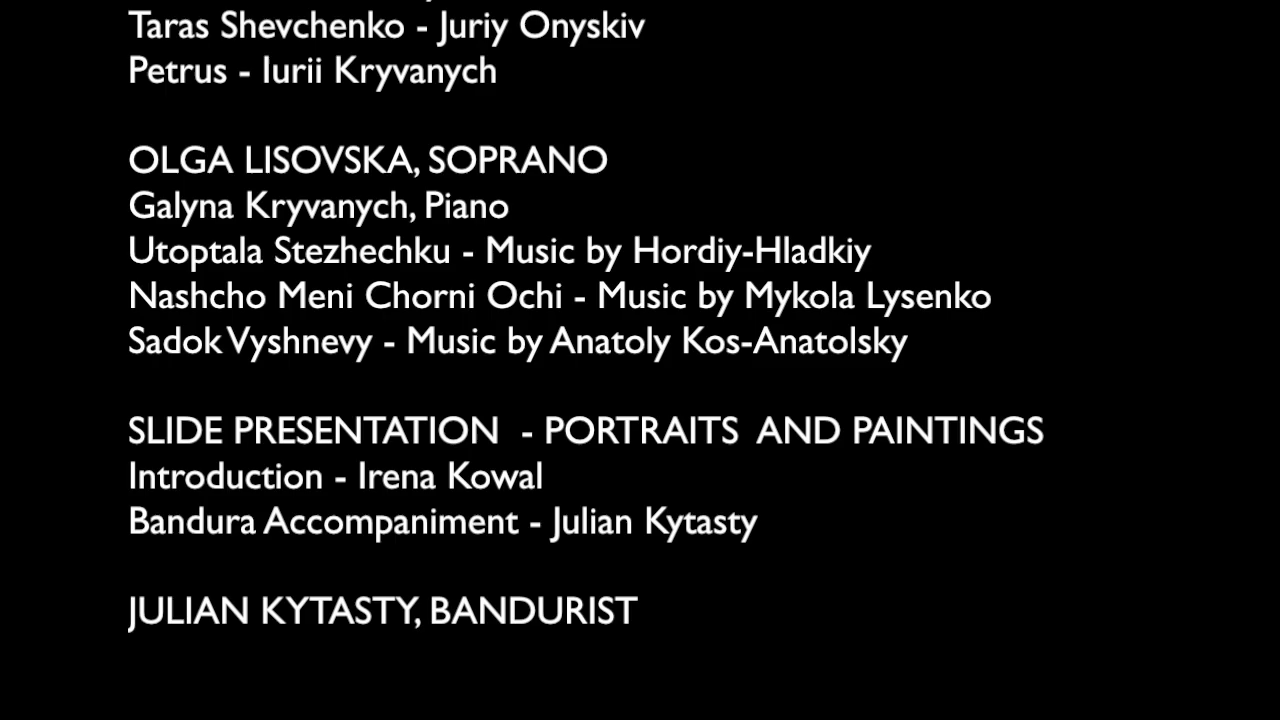 Taras Shevchenko - Juriy Onyskiv
Petrus - Iurii Kryvanych
OLGA LISOVSKA, SOPRANO
Galyna Kryvanych, Piano
Utoptala Stezhechku - Music by Hordiy-Hladkiy
Nashcho Meni Chorni Ochi - Music by Mykola Lysenko
Sadok Vyshnevy - Music by Anatoly Kos-Anatolsky
SLIDE PRESENTATION - PORTRAITS AND PAINTINGS
Introduction - Irena Kowal
Bandura Accompaniment - Julian Kytasty
JULIAN KYTASTY, BANDURIST